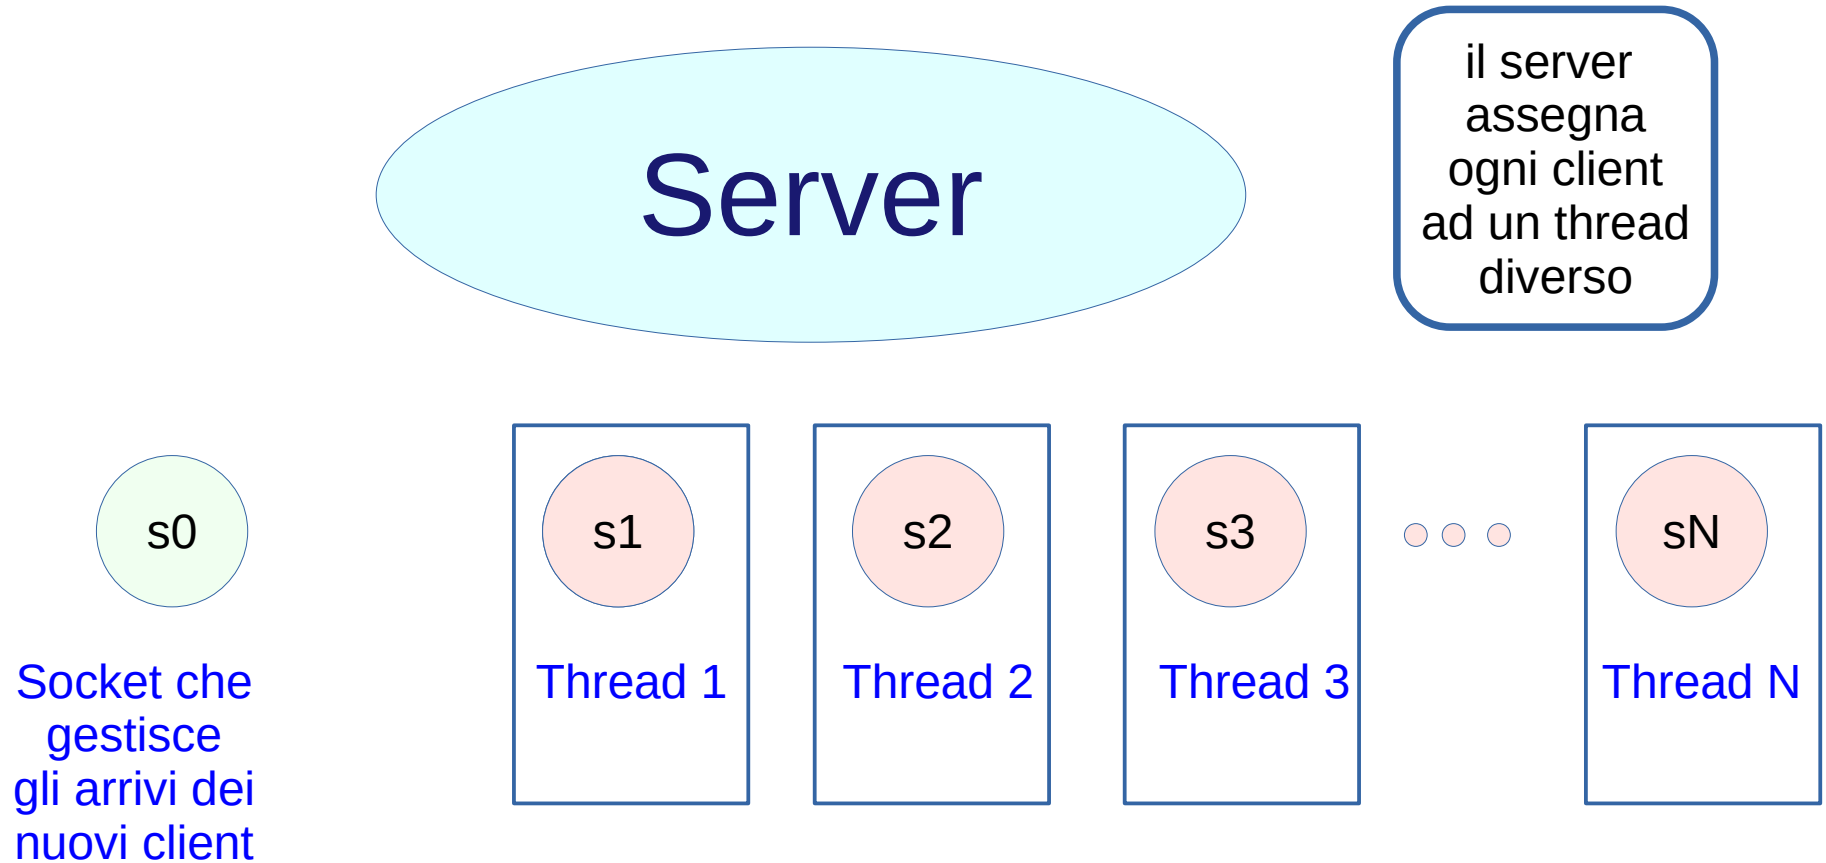 Server
il server
assegna
ogni client
ad un thread
diverso
s0
s1
s2
s3
sN
Socket che
gestisce
gli arrivi dei
nuovi client
Thread 1
Thread 2
Thread 3
Thread N